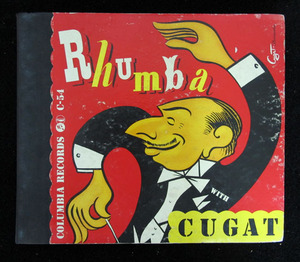 Rhumba
WITH
CUGAT
COLUMBIA RECORDS C-54